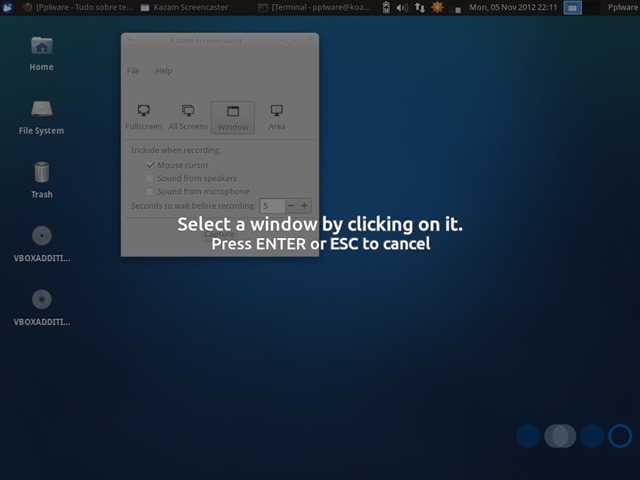 [Pplware - Tudo sobre te... Kazam Screencaster [Terminal - pplware@koa... Mon, 05 Nov 2012 22:11 Pplware
Kazam Screencaster
Home
File Help
File System
Fullscreen All Screens Window Area
Include when recording:
Mouse cursor
Sound from speakers
Sound from microphone
Trash
Seconds to wait before recording: 5
Select a window by clicking on it.
Capture
Press ENTER or ESC to cancel
VBOXADDITI...
VBOXADDITI...